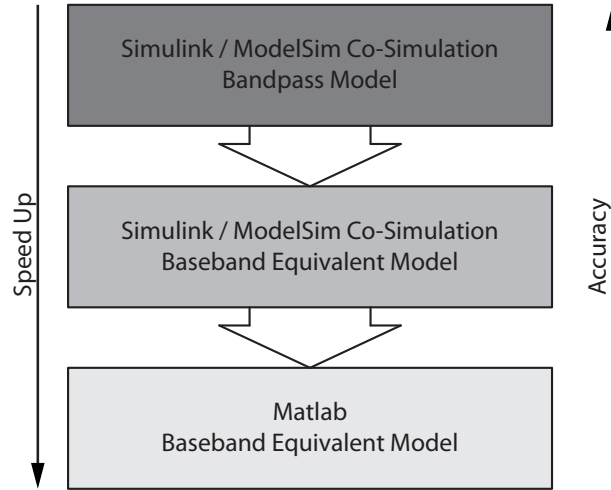 Simulink / ModelSim Co-Simulation
Bandpass Model
Simulink / ModelSim Co-Simulation
Baseband Equivalent Model
Matlab
Baseband Equivalent Model
Speed Up
Accuracy